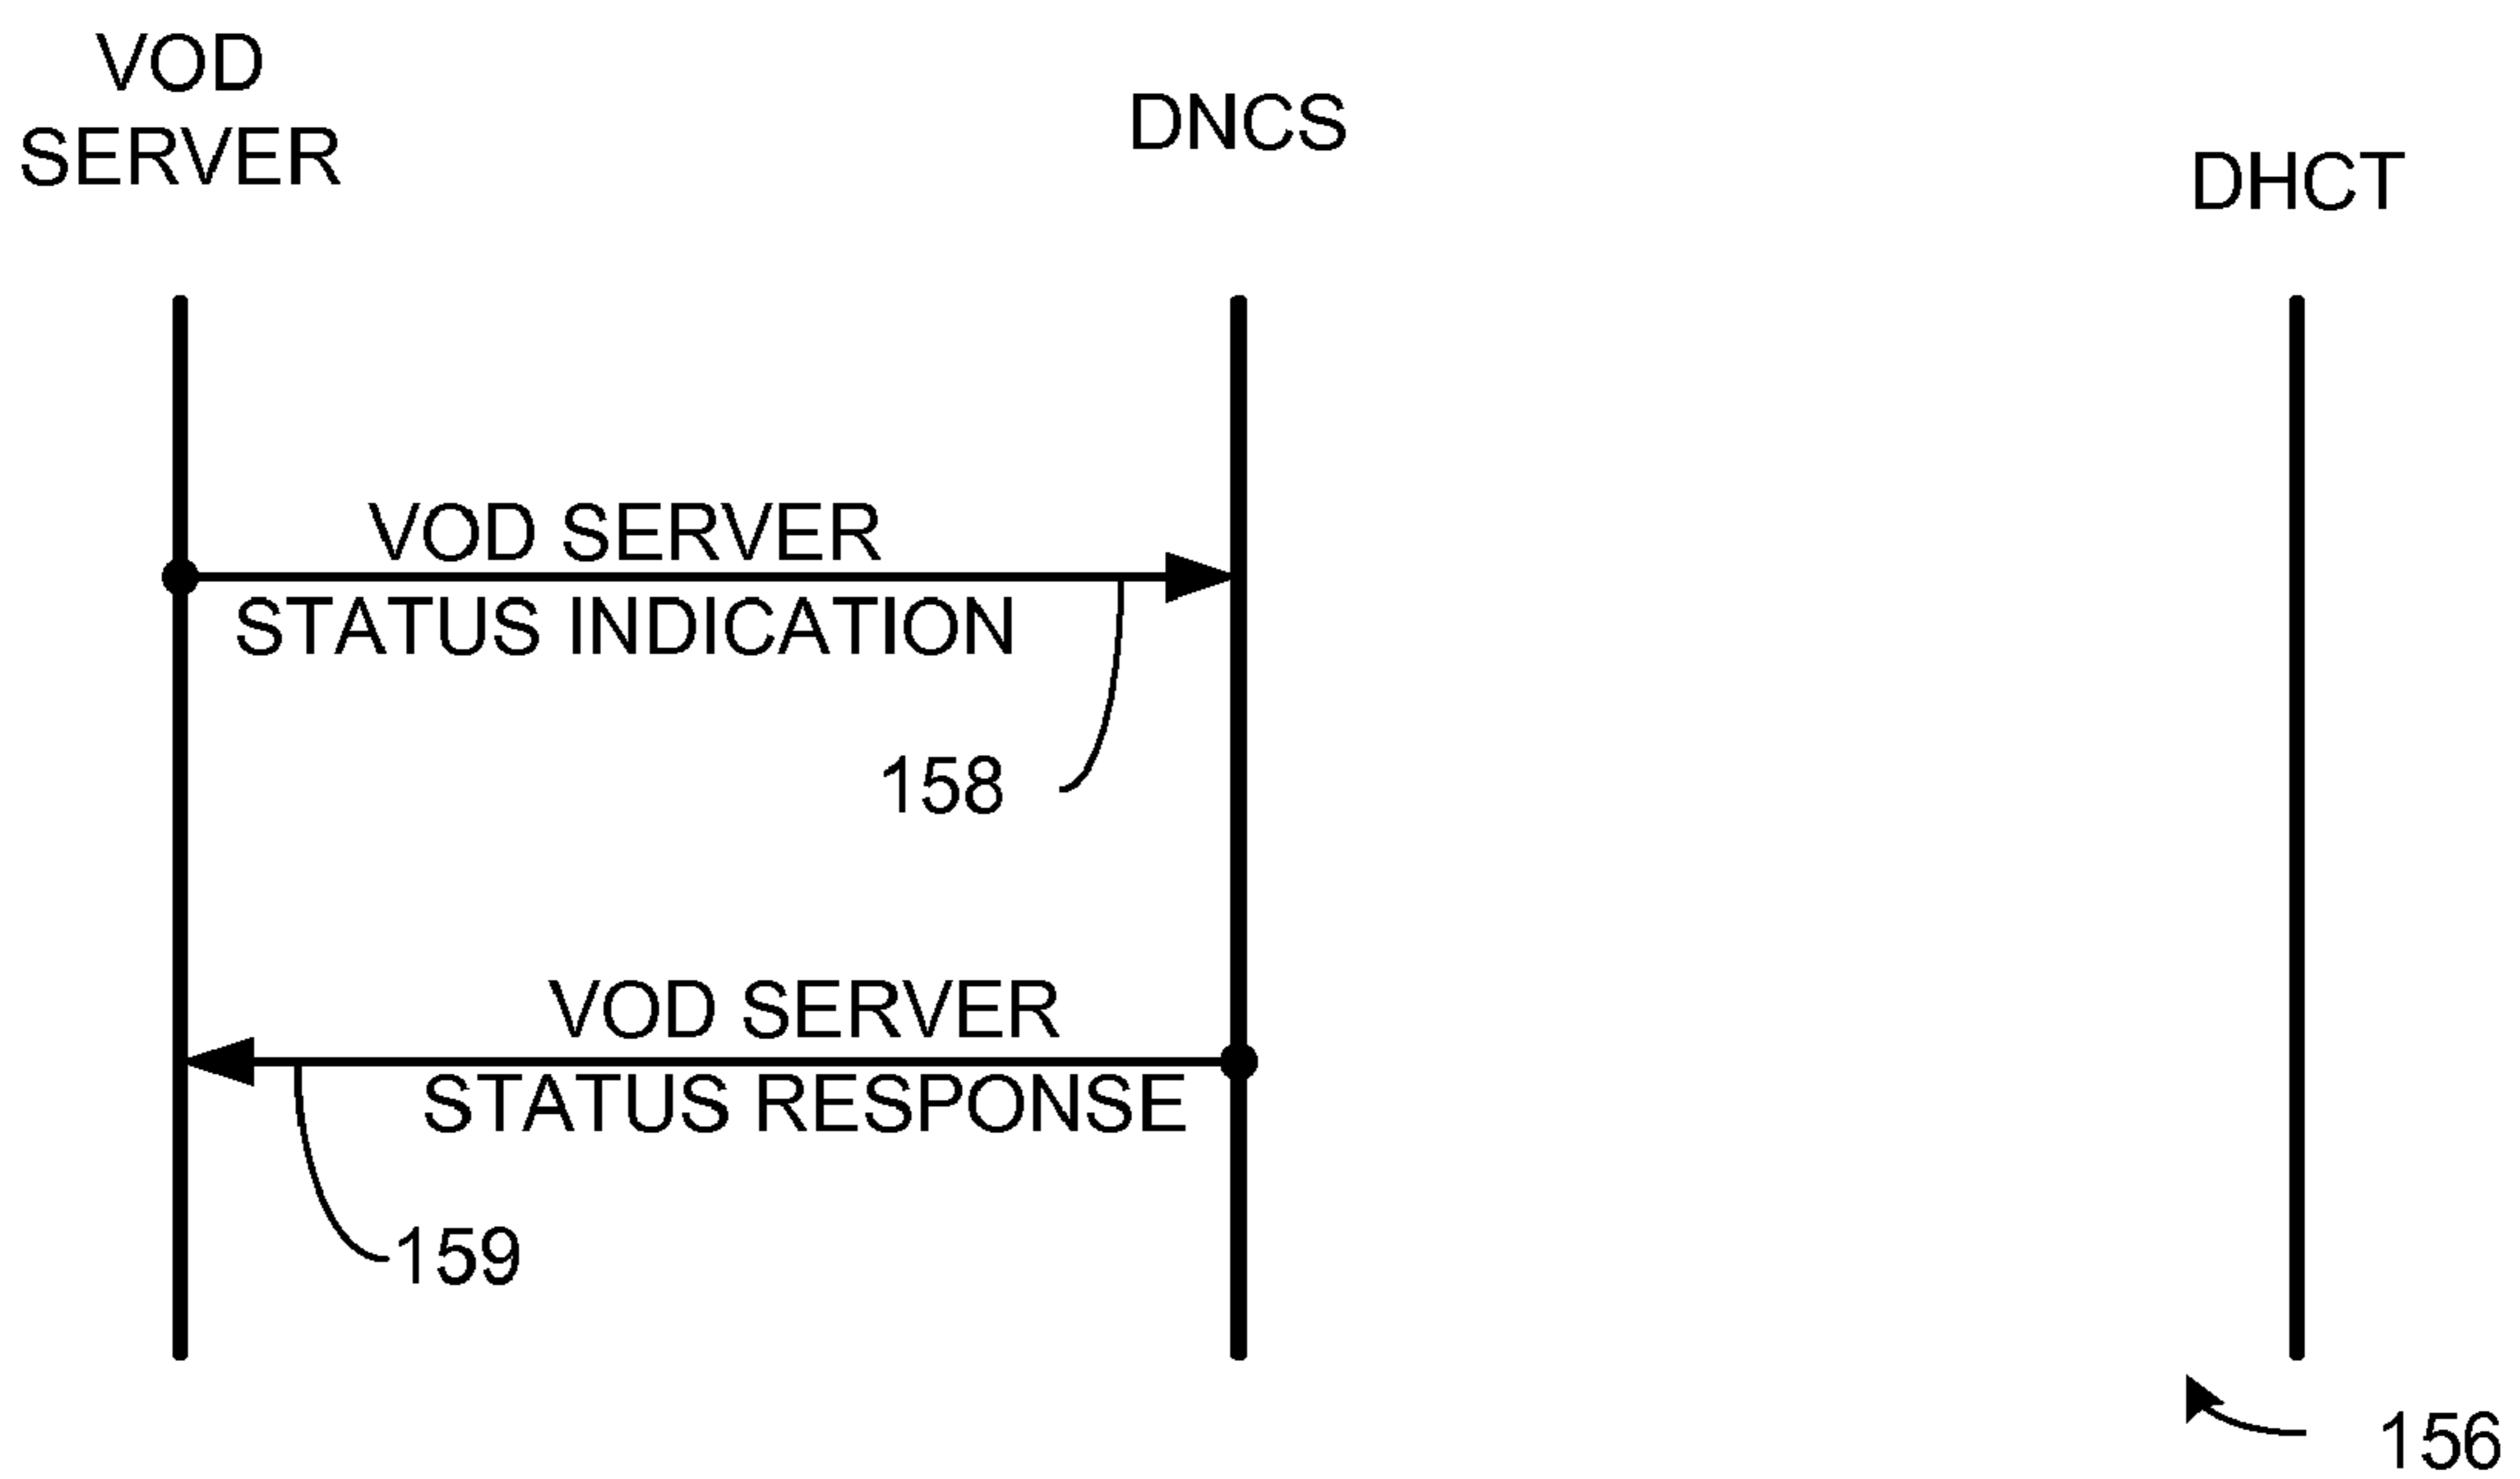 VOD
SERVER
DNCS
DHCT
VOD SERVER
STATUS INDICATION
158
VOD SERVER
STATUS RESPONSE
159
156